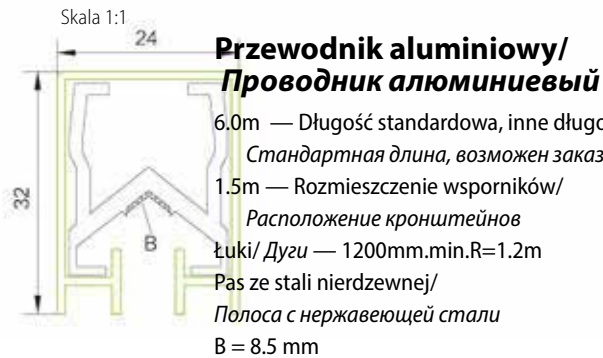 Skala 1:1
24
32
B
Przewodnik aluminiowy/
Проводник алюминиевый
6.0m — Długość standardowa, inne
Стандартная длина, возможен заказ
1.5m — Rozmieszczenie wsporników/
Расположение кронштейнов
Łuki/ Дуги — 1200mm.min.R=1.2m
Pas ze stali nierdzewnej/
Полоса с нержавеющей стали
B = 8.5 mm